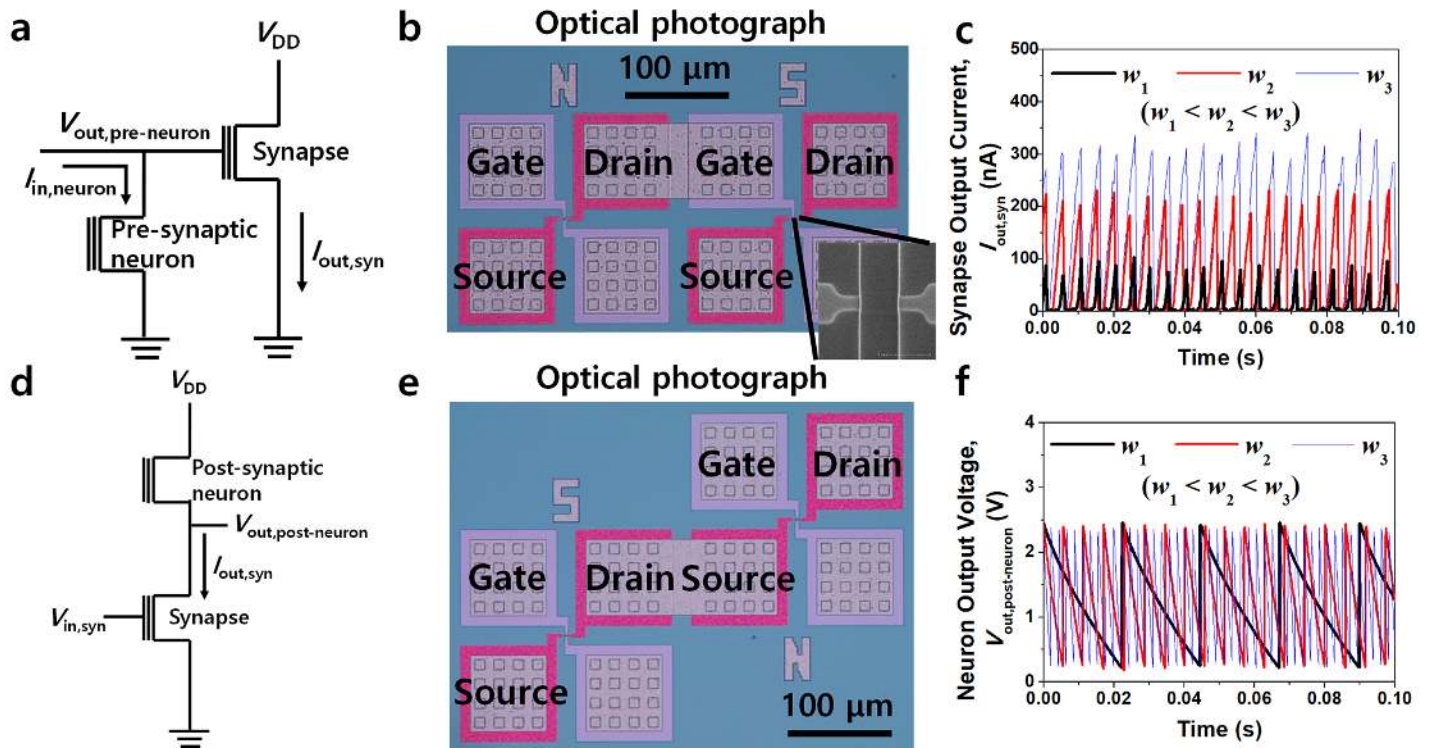 a
V_DD
V_out,pre-neuron
Synapse
I_in,neuron
Pre-synaptic
neuron
I_out,syn
b
Optical photograph
N
100 μm
S
Gate
Drain
Gate
Drain
Source
Source
c
Synapse Output Current,
I_out,syn (nA)
500
400
300
200
100
0
w_1
w_2
w_3
(w_1 < w_2 < w_3)
0.00
0.02
0.04
0.06
0.08
0.10
Time (s)
d
V_DD
Post-synaptic
neuron
V_out,post-neuron
I_out,syn
V_in,syn
Synapse
e
Optical photograph
Gate
Drain
S
Gate
Drain
Source
Source
N
100 μm
f
Neuron Output Voltage,
V_out,post-neuron (V)
4
3
2
1
0
w_1
w_2
w_3
(w_1 < w_2 < w_3)
0.00
0.02
0.04
0.06
0.08
0.10
Time (s)